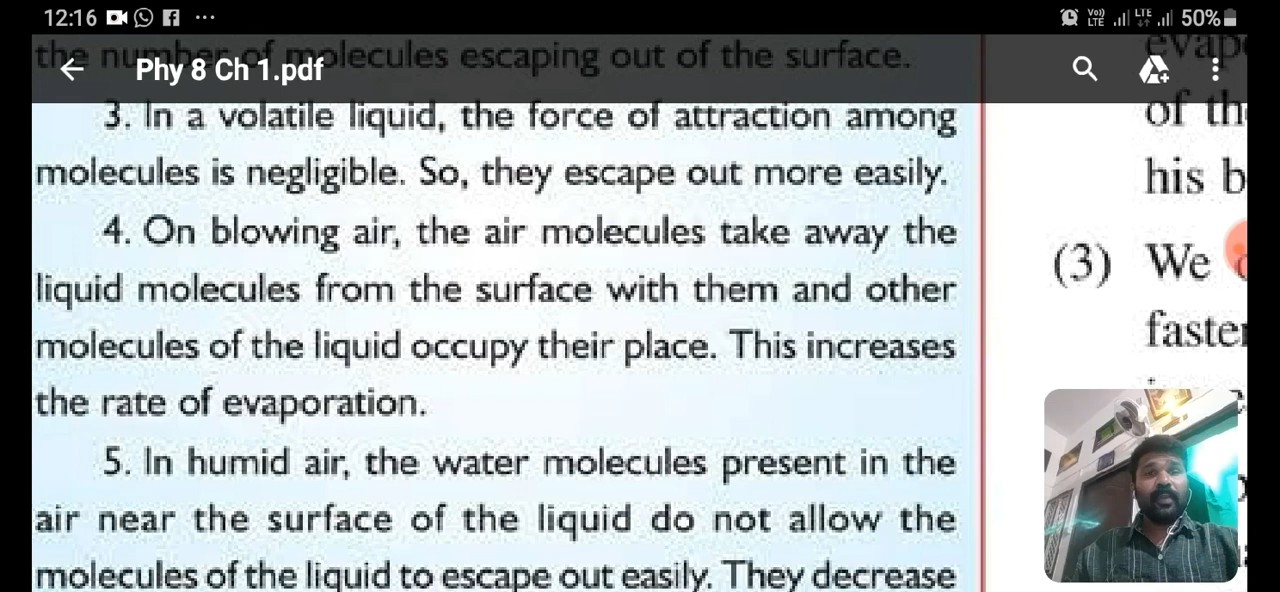 12:16
Vo))
LTE
LTE
50%
the number of molecules escaping out of the surface.
Phy 8 Ch 1.pdf
3. In a volatile liquid, the force of attraction among
molecules is negligible. So, they escape out more easily.
4. On blowing air, the air molecules take away the
liquid molecules from the surface with them and other
molecules of the liquid occupy their place. This increases
the rate of evaporation.
5. In humid air, the water molecules present in the
air near the surface of the liquid do not allow the
molecules of the liquid to escape out easily. They decrease
evap
of th
his b
(3) We
faster